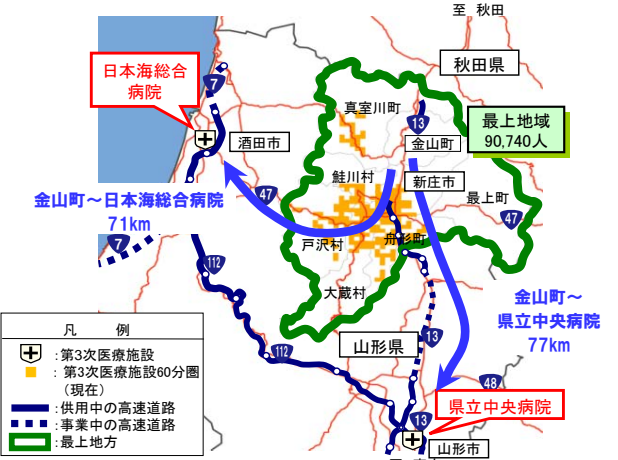 至 秋田
秋田県
日本海総合
病院
7
真室川町
13
最上地域
90,740人
金山町
酒田市
鮭川村
新庄市
47
最上町
金山町～日本海総合病院
71km
47
7
戸沢村
舟形町
112
大蔵村
金山町～
県立中央病院
77km
凡 例
:第3次医療施設
:第3次医療施設60分圏
(現在)
:供用中の高速道路
:事業中の高速道路
:最上地方
山形県
13
112
48
県立中央病院
13
山形市